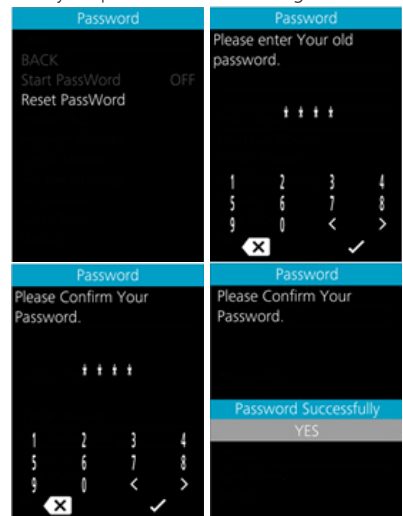 Password
BACK
Start PassWord OFF
Reset PassWord
Password
Please enter Your old
password.
* * * *
1 2 3 4
5 6 7 8
9 0 < >
Password
Please Confirm Your
Password.
* * * *
1 2 3 4
5 6 7 8
9 0 < >
Password
Please Confirm Your
Password.
Password Successfully
YES